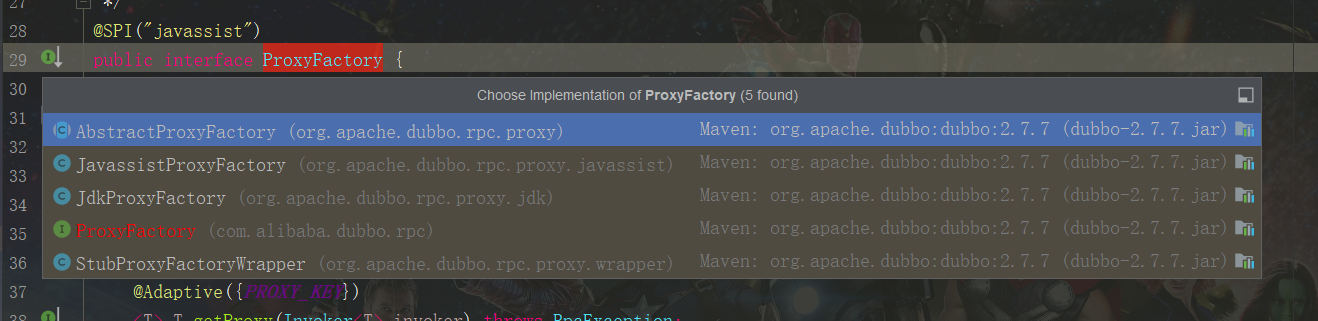 27 */
28 @SPI("javassist")
29 public interface ProxyFactory {
30
Choose Implementation of ProxyFactory (5 found)
31 AbstractProxyFactory (org.apache.dubbo.rpc.proxy) Maven: org.apache.dubbo:dubbo:2.7.7 (dubbo-2.7.7.jar)
32 JavassistProxyFactory (org.apache.dubbo.rpc.proxy.javassist) Maven: org.apache.dubbo:dubbo:2.7.7 (dubbo-2.7.7.jar)
33
34 JdkProxyFactory (org.apache.dubbo.rpc.proxy.jdk) Maven: org.apache.dubbo:dubbo:2.7.7 (dubbo-2.7.7.jar)
35 ProxyFactory (com.alibaba.dubbo.rpc) Maven: org.apache.dubbo:dubbo:2.7.7 (dubbo-2.7.7.jar)
36 StubProxyFactoryWrapper (org.apache.dubbo.rpc.proxy.wrapper) Maven: org.apache.dubbo:dubbo:2.7.7 (dubbo-2.7.7.jar)
37 @Adaptive({PROXY_KEY})
38 <T> T getProxy(Invoker<T> invoker) throws RpcException;